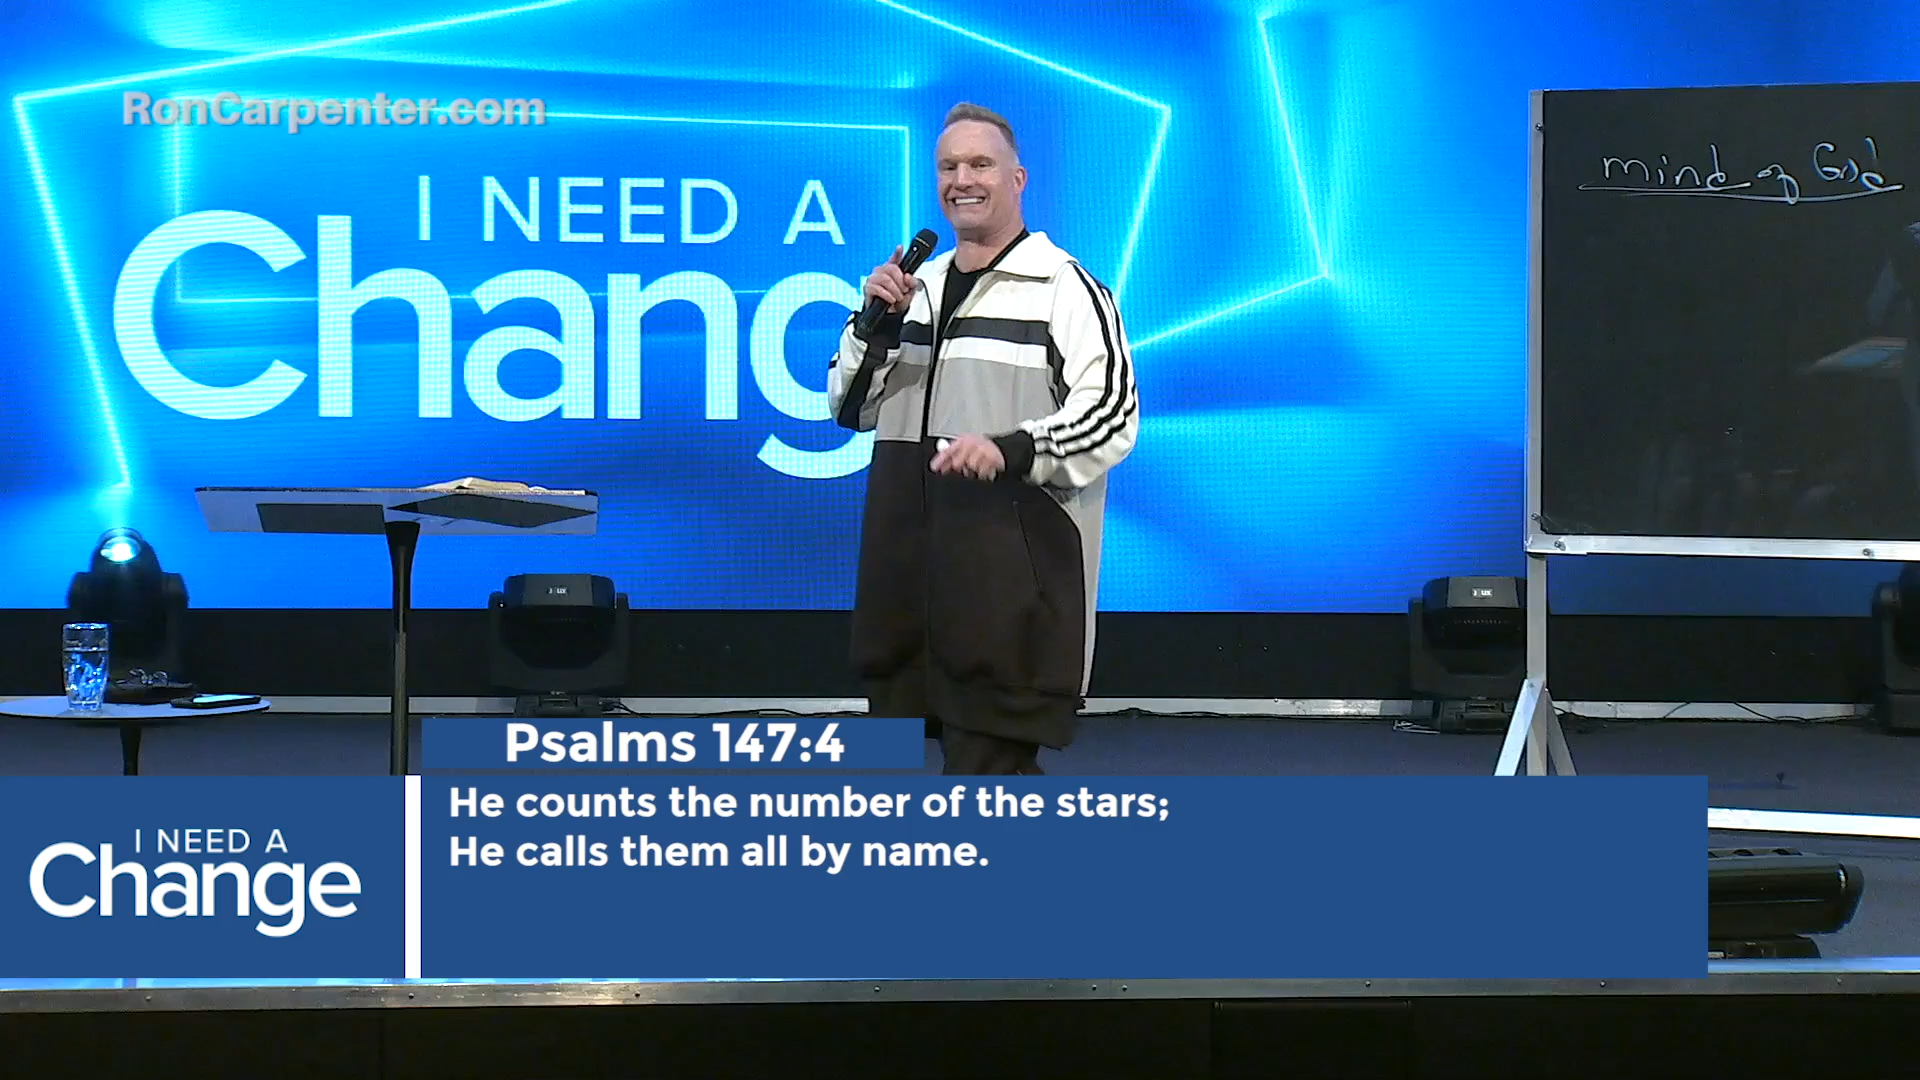 RonCarpenter.com
I NEED A
Chang
mind of God
Psalms 147:4
He counts the number of the stars;
He calls them all by name.
I NEED A
Change